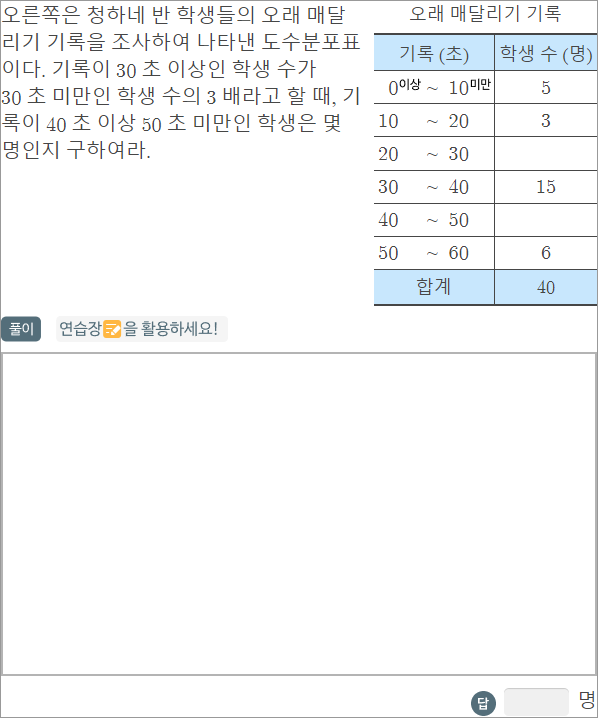 오른쪽은 청하네 반 학생들의 오래 매달
리기 기록을 조사하여 나타낸 도수분포표
이다. 기록이 30 초 이상인 학생 수가
30 초 미만인 학생 수의 3 배라고 할 때, 기
록이 40 초 이상 50 초 미만인 학생은 몇
명인지 구하여라.
오래 매달리기 기록
기록 (초) 학생 수 (명)
0이상 ~ 10미만 5
10 ~ 20 3
20 ~ 30
30 ~ 40 15
40 ~ 50
50 ~ 60 6
합계 40
풀이 연습장을 활용하세요!
답 명